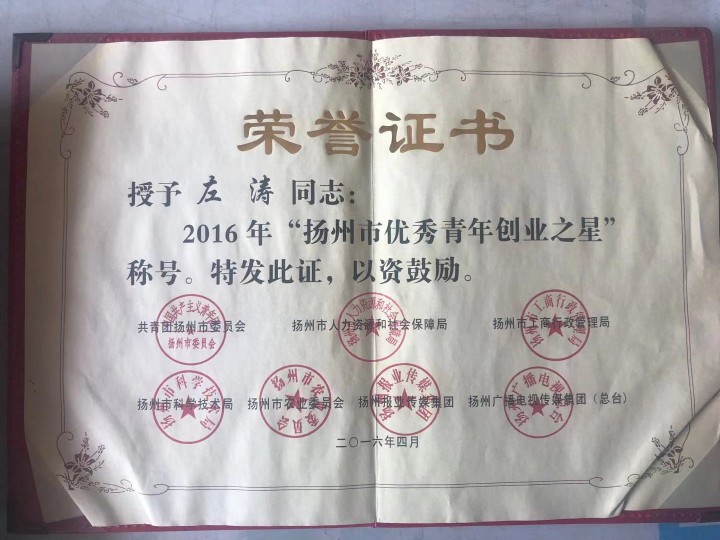 荣誉证书
授予 左 涛 同志：
2016年“扬州市优秀青年创业之星”
称号。特发此证，以资鼓励。
共青团扬州市委员会 扬州市人力资源和社会保障局 扬州市工商行政管理局
扬州市科学技术局 扬州市农业委员会 扬州报业传媒集团 扬州广播电视传媒集团（总台）
二〇一六年四月